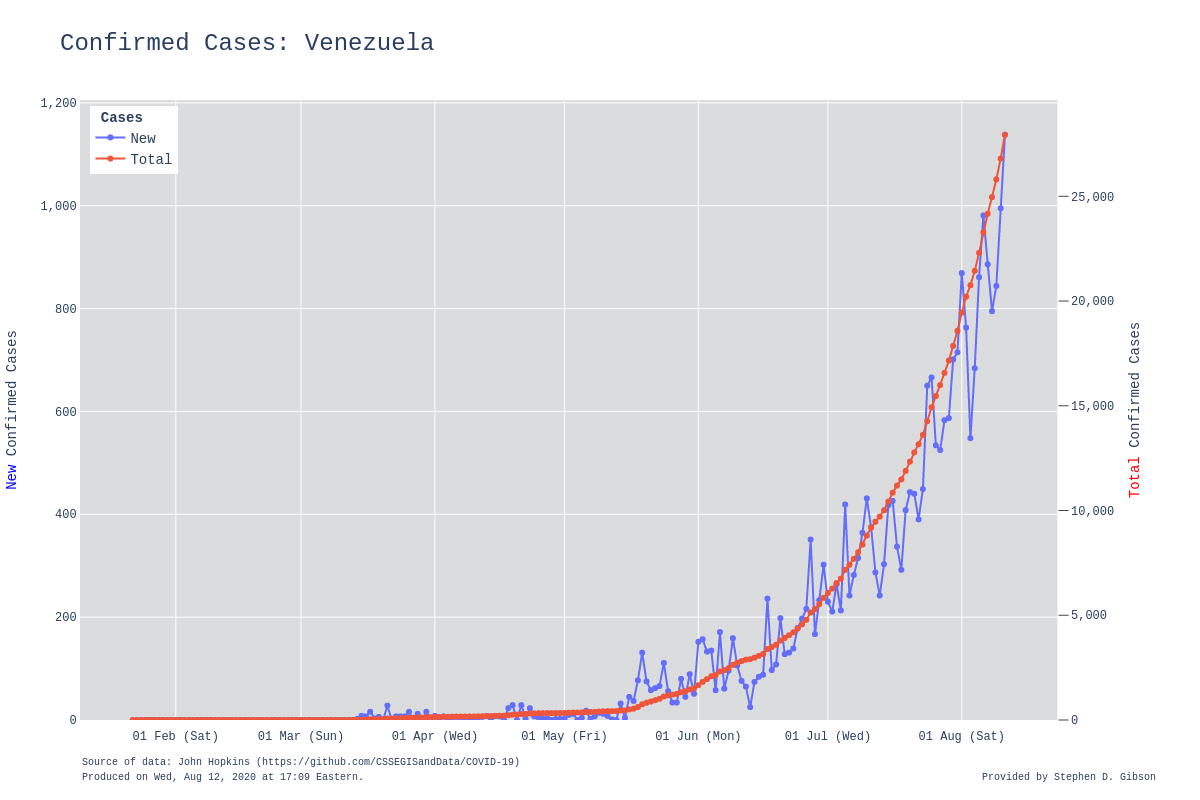 Confirmed Cases: Venezuela
1,200
1,000
800
600
400
200
0
Cases
New
Total
25,000
20,000
15,000
10,000
5,000
0
New Confirmed Cases
Total Confirmed Cases
01 Feb (Sat)
01 Mar (Sun)
01 Apr (Wed)
01 May (Fri)
01 Jun (Mon)
01 Jul (Wed)
01 Aug (Sat)
Source of data: John Hopkins (https://github.com/CSSEGISandData/COVID-19)
Produced on Wed, Aug 12, 2020 at 17:09 Eastern.
Provided by Stephen D. Gibson